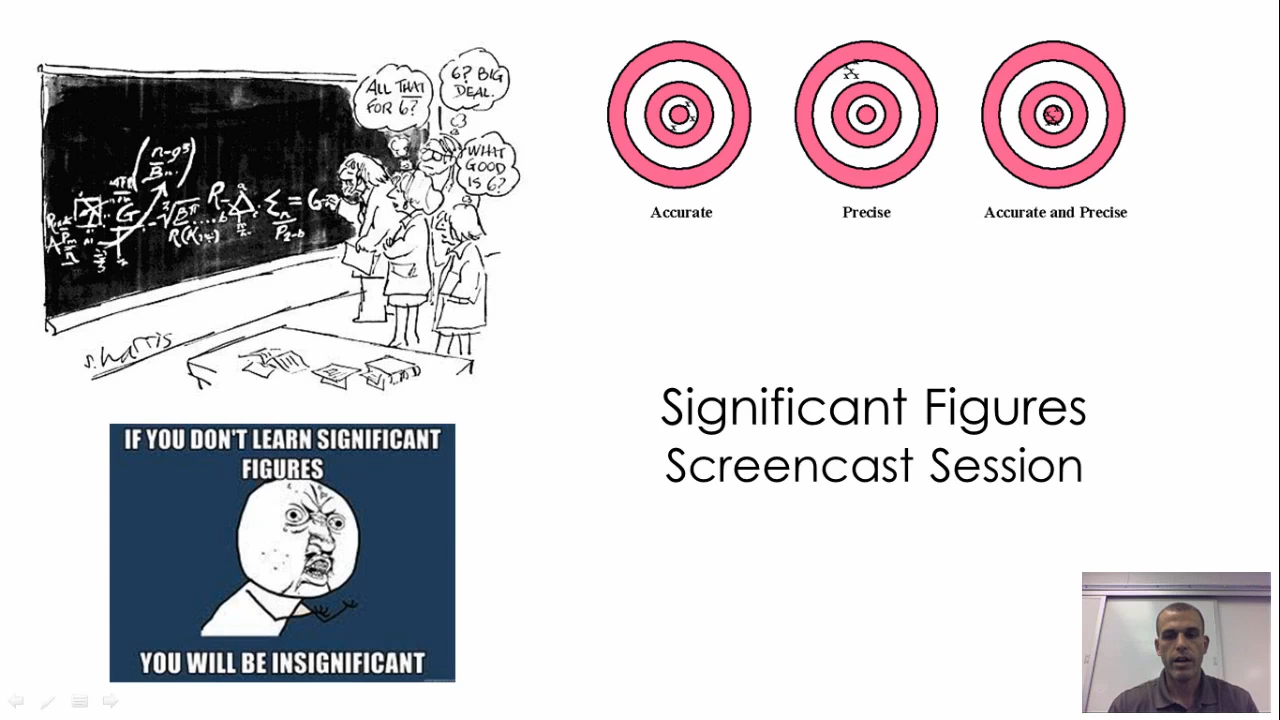 ALL THAT
FOR 6?
6? BIG
DEAL.
WHAT
GOOD
IS 6?
s.harris
Accurate
Precise
Accurate and Precise
Significant Figures
Screencast Session
IF YOU DON'T LEARN SIGNIFICANT
FIGURES
YOU WILL BE INSIGNIFICANT